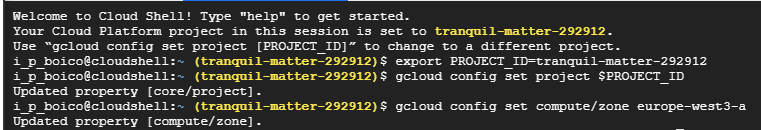 Welcome to Cloud Shell! Type "help" to get started.
Your Cloud Platform project in this session is set to tranquil-matter-292912.
Use “gcloud config set project [PROJECT_ID]” to change to a different project.
i_p_boico@cloudshell:~ (tranquil-matter-292912)$ export PROJECT_ID=tranquil-matter-292912
i_p_boico@cloudshell:~ (tranquil-matter-292912)$ gcloud config set project $PROJECT_ID
Updated property [core/project].
i_p_boico@cloudshell:~ (tranquil-matter-292912)$ gcloud config set compute/zone europe-west3-a
Updated property [compute/zone].